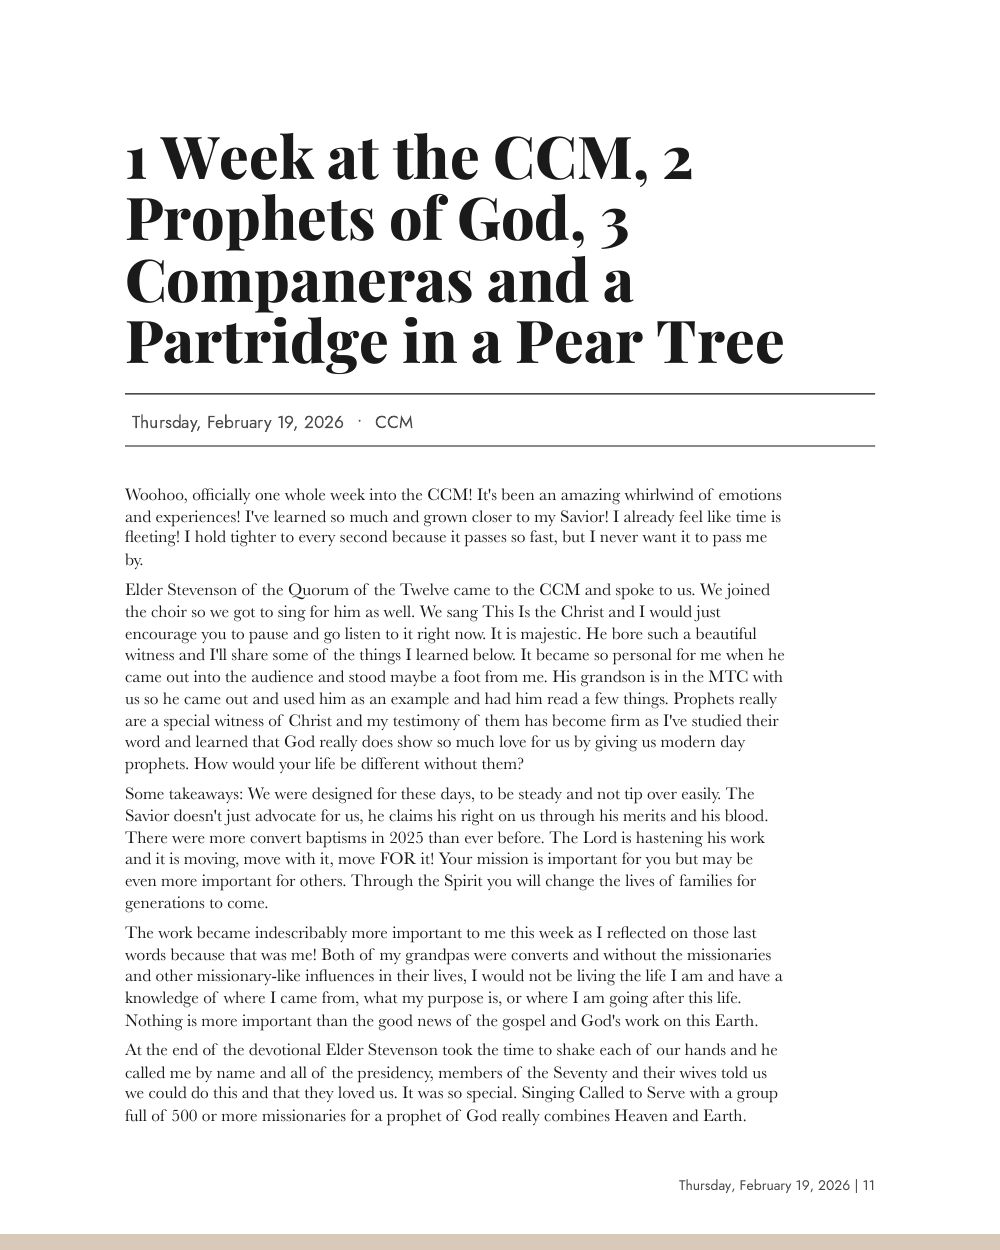 1 Week at the CCM, 2
Prophets of God, 3
Companeras and a
Partridge in a Pear Tree
Thursday, February 19, 2026 · CCM
Woohoo, officially one whole week into the CCM! It's been an amazing whirlwind of emotions
and experiences! I've learned so much and grown closer to my Savior! I already feel like time is
fleeting! I hold tighter to every second because it passes so fast, but I never want it to pass me
by.
Elder Stevenson of the Quorum of the Twelve came to the CCM and spoke to us. We joined
the choir so we got to sing for him as well. We sang This Is the Christ and I would just
encourage you to pause and go listen to it right now. It is majestic. He bore such a beautiful
witness and I'll share some of the things I learned below. It became so personal for me when he
came out into the audience and stood maybe a foot from me. His grandson is in the MTC with
us so he came out and used him as an example and had him read a few things. Prophets really
are a special witness of Christ and my testimony of them has become firm as I've studied their
word and learned that God really does show so much love for us by giving us modern day
prophets. How would your life be different without them?
Some takeaways: We were designed for these days, to be steady and not tip over easily. The
Savior doesn't just advocate for us, he claims his right on us through his merits and his blood.
There were more convert baptisms in 2025 than ever before. The Lord is hastening his work
and it is moving, move with it, move FOR it! Your mission is important for you but may be
even more important for others. Through the Spirit you will change the lives of families for
generations to come.
The work became indescribably more important to me this week as I reflected on those last
words because that was me! Both of my grandpas were converts and without the missionaries
and other missionary-like influences in their lives, I would not be living the life I am and have a
knowledge of where I came from, what my purpose is, or where I am going after this life.
Nothing is more important than the good news of the gospel and God's work on this Earth.
At the end of the devotional Elder Stevenson took the time to shake each of our hands and he
called me by name and all of the presidency, members of the Seventy and their wives told us
we could do this and that they loved us. It was so special. Singing Called to Serve with a group
full of 500 or more missionaries for a prophet of God really combines Heaven and Earth.
Thursday, February 19, 2026 | 11